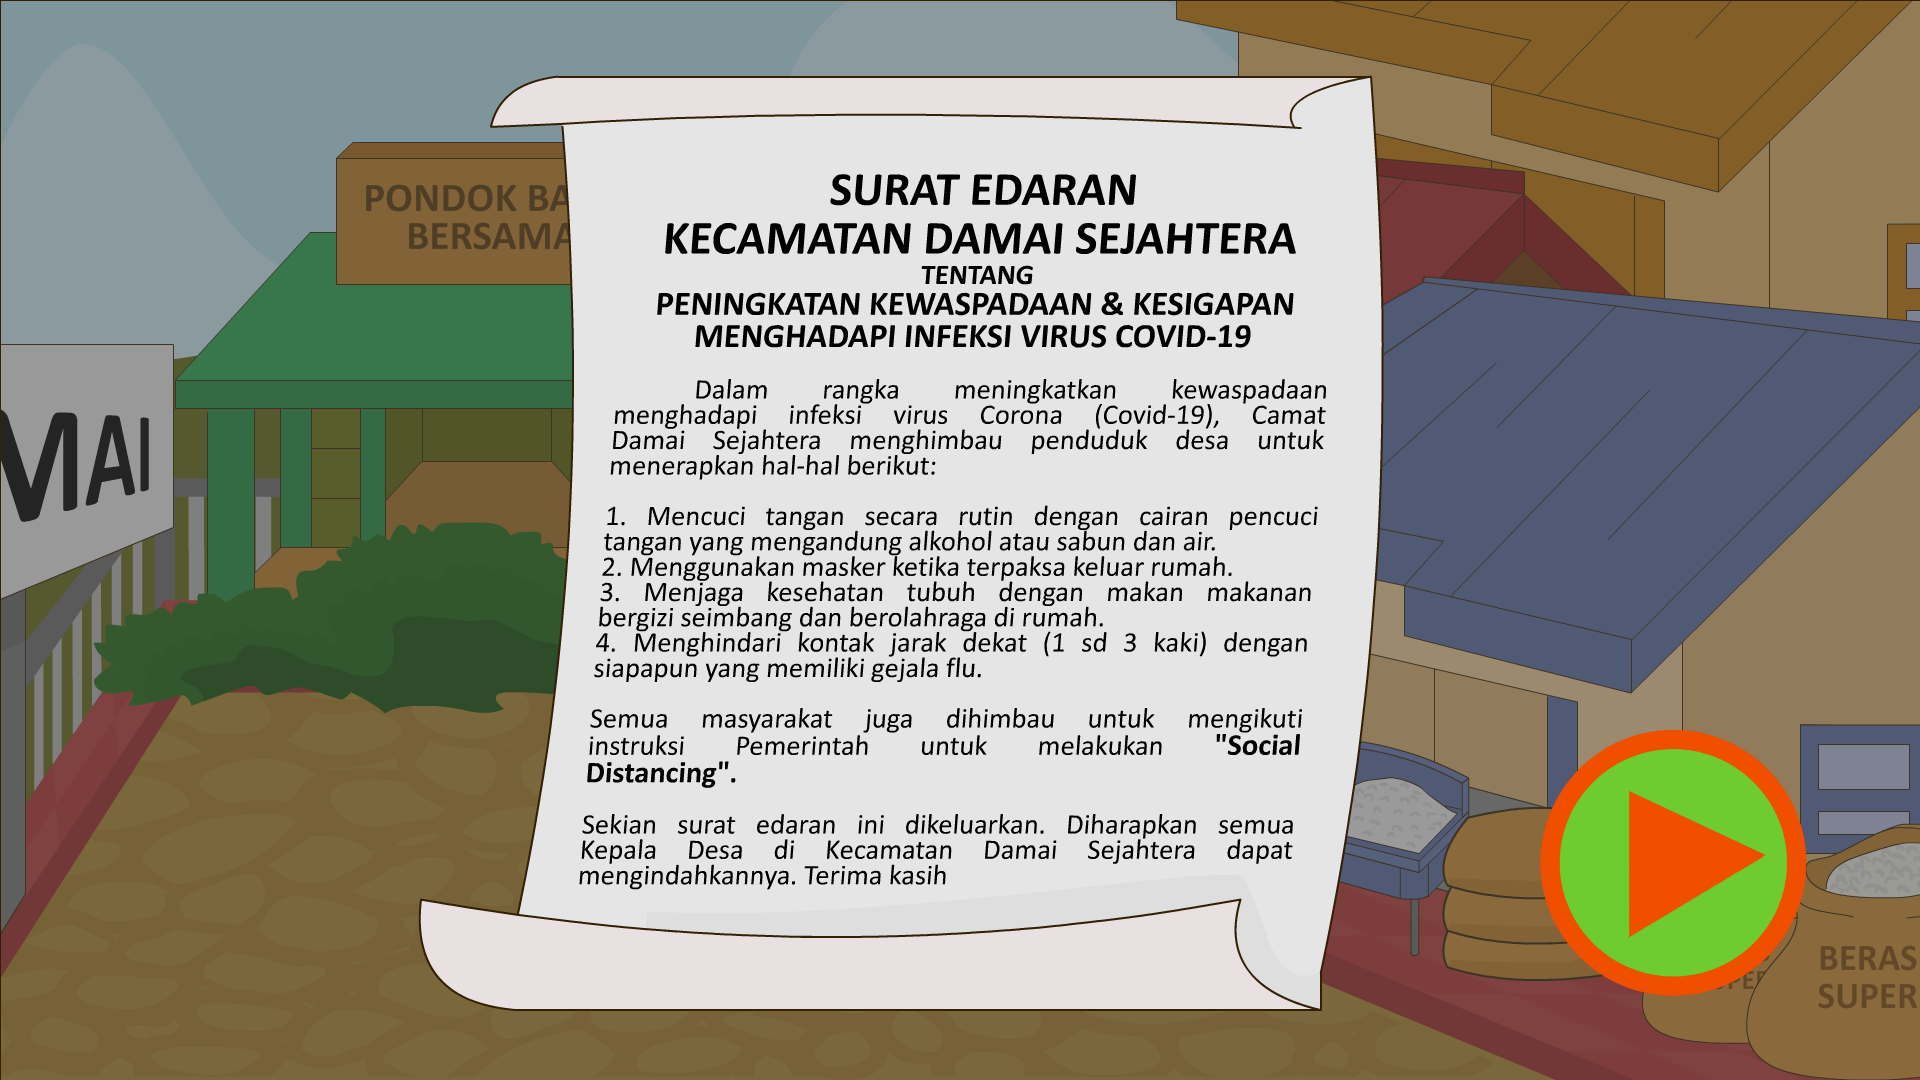 PONDOK
BERSAMA
MAI
SURAT EDARAN
KECAMATAN DAMAI SEJAHTERA
TENTANG
PENINGKATAN KEWASPADAAN & KESIGAPAN
MENGHADAPI INFEKSI VIRUS COVID-19
Dalam rangka meningkatkan kewaspadaan
menghadapi infeksi virus Corona (Covid-19), Camat
Damai Sejahtera menghimbau penduduk desa untuk
menerapkan hal-hal berikut:
1. Mencuci tangan secara rutin dengan cairan pencuci
tangan yang mengandung alkohol atau sabun dan air.
2. Menggunakan masker ketika terpaksa keluar rumah.
3. Menjaga kesehatan tubuh dengan makan makanan
bergizi seimbang dan berolahraga di rumah.
4. Menghindari kontak jarak dekat (1 sd 3 kaki) dengan
siapapun yang memiliki gejala flu.
Semua masyarakat juga dihimbau untuk mengikuti
instruksi Pemerintah untuk melakukan "Social
Distancing".
Sekian surat edaran ini dikeluarkan. Diharapkan semua
Kepala Desa di Kecamatan Damai Sejahtera dapat
mengindahkannya. Terima kasih
BERAS
SUPER